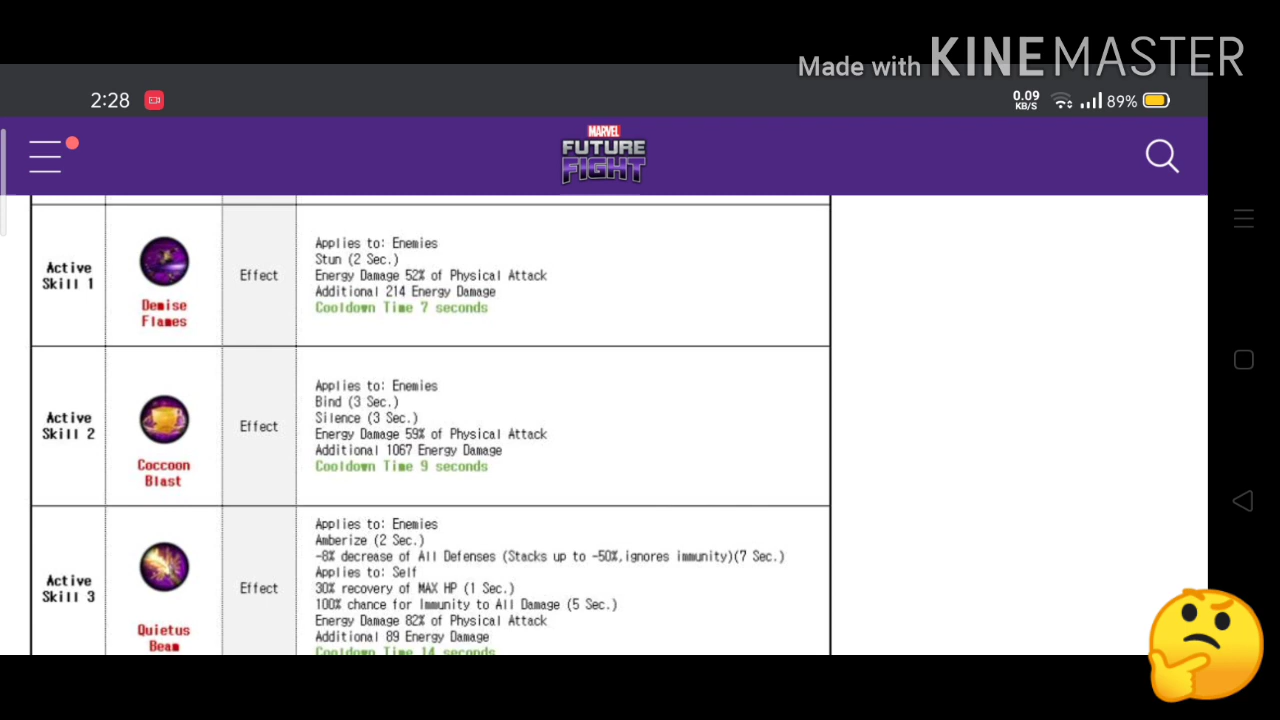 Made with KINEMASTER
2:28
0.09
KB/S
89%
MARVEL
FUTURE
FIGHT
Active
Skill 1
Demise
Flames
Effect
Applies to: Enemies
Stun (2 Sec.)
Energy Damage 52% of Physical Attack
Additional 214 Energy Damage
Cooldown Time 7 seconds
Active
Skill 2
Coccoon
Blast
Effect
Applies to: Enemies
Bind (3 Sec.)
Silence (3 Sec.)
Energy Damage 59% of Physical Attack
Additional 1067 Energy Damage
Cooldown Time 9 seconds
Active
Skill 3
Quietus
Beam
Effect
Applies to: Enemies
Amberize (2 Sec.)
-8% decrease of All Defenses (Stacks up to -50%,ignores immunity)(7 Sec.)
Applies to: Self
30% recovery of MAX HP (1 Sec.)
100% chance for Immunity to All Damage (5 Sec.)
Energy Damage 82% of Physical Attack
Additional 89 Energy Damage
Cooldown Time 14 seconds